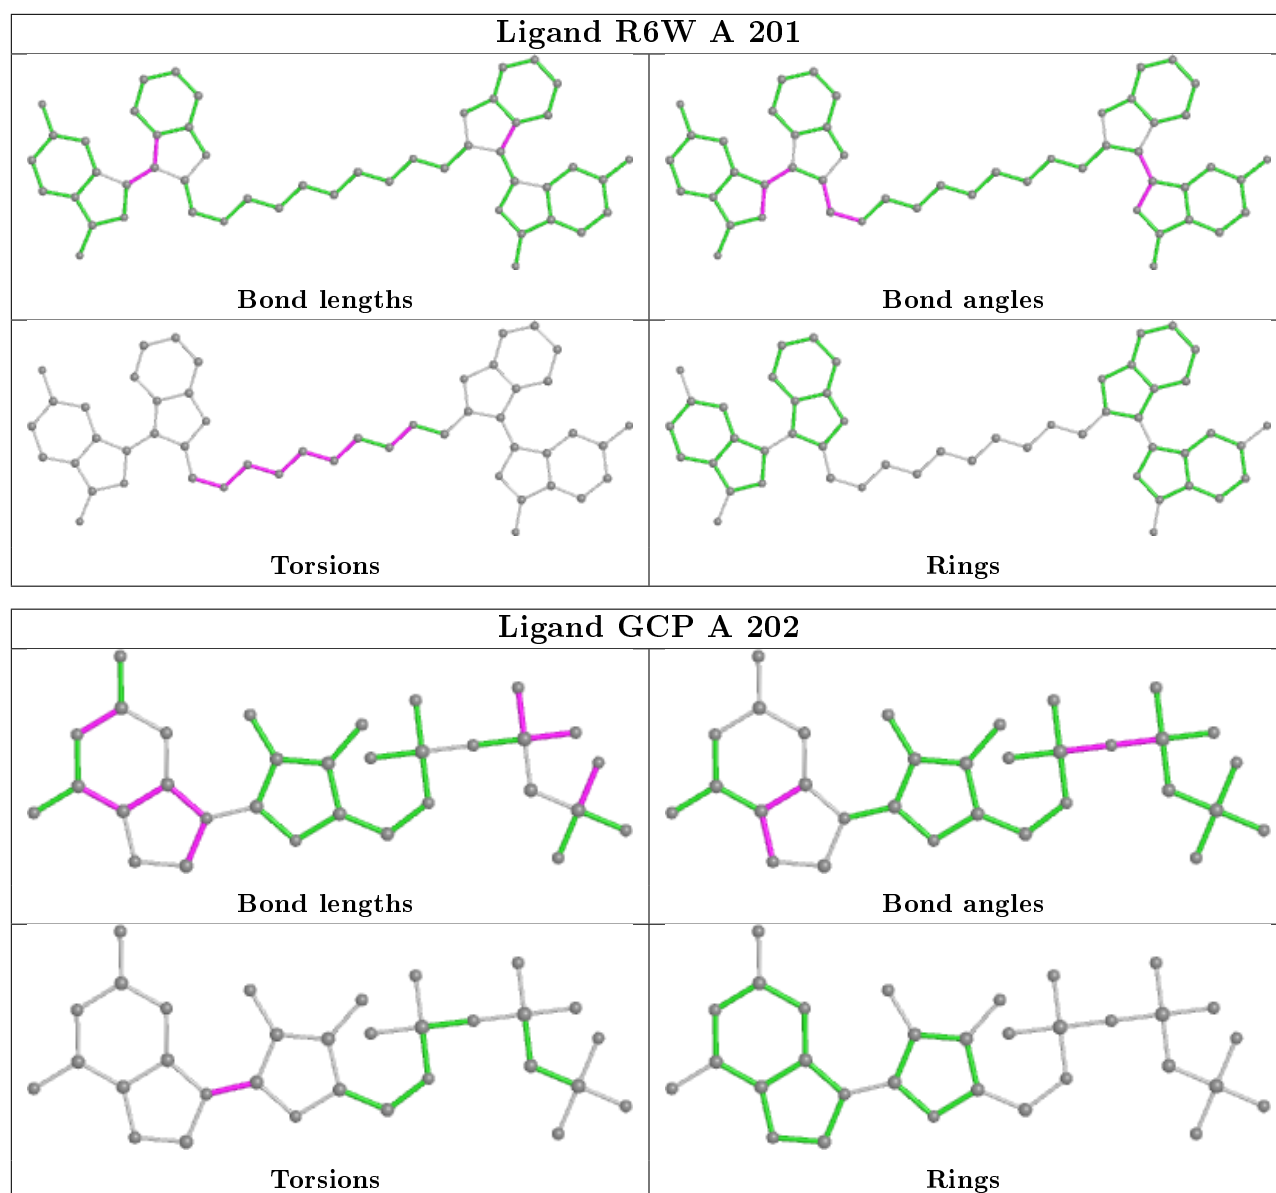 Ligand R6W A 201
Bond lengths
Bond angles
Torsions
Rings
Ligand GCP A 202
Bond lengths
Bond angles
Torsions
Rings